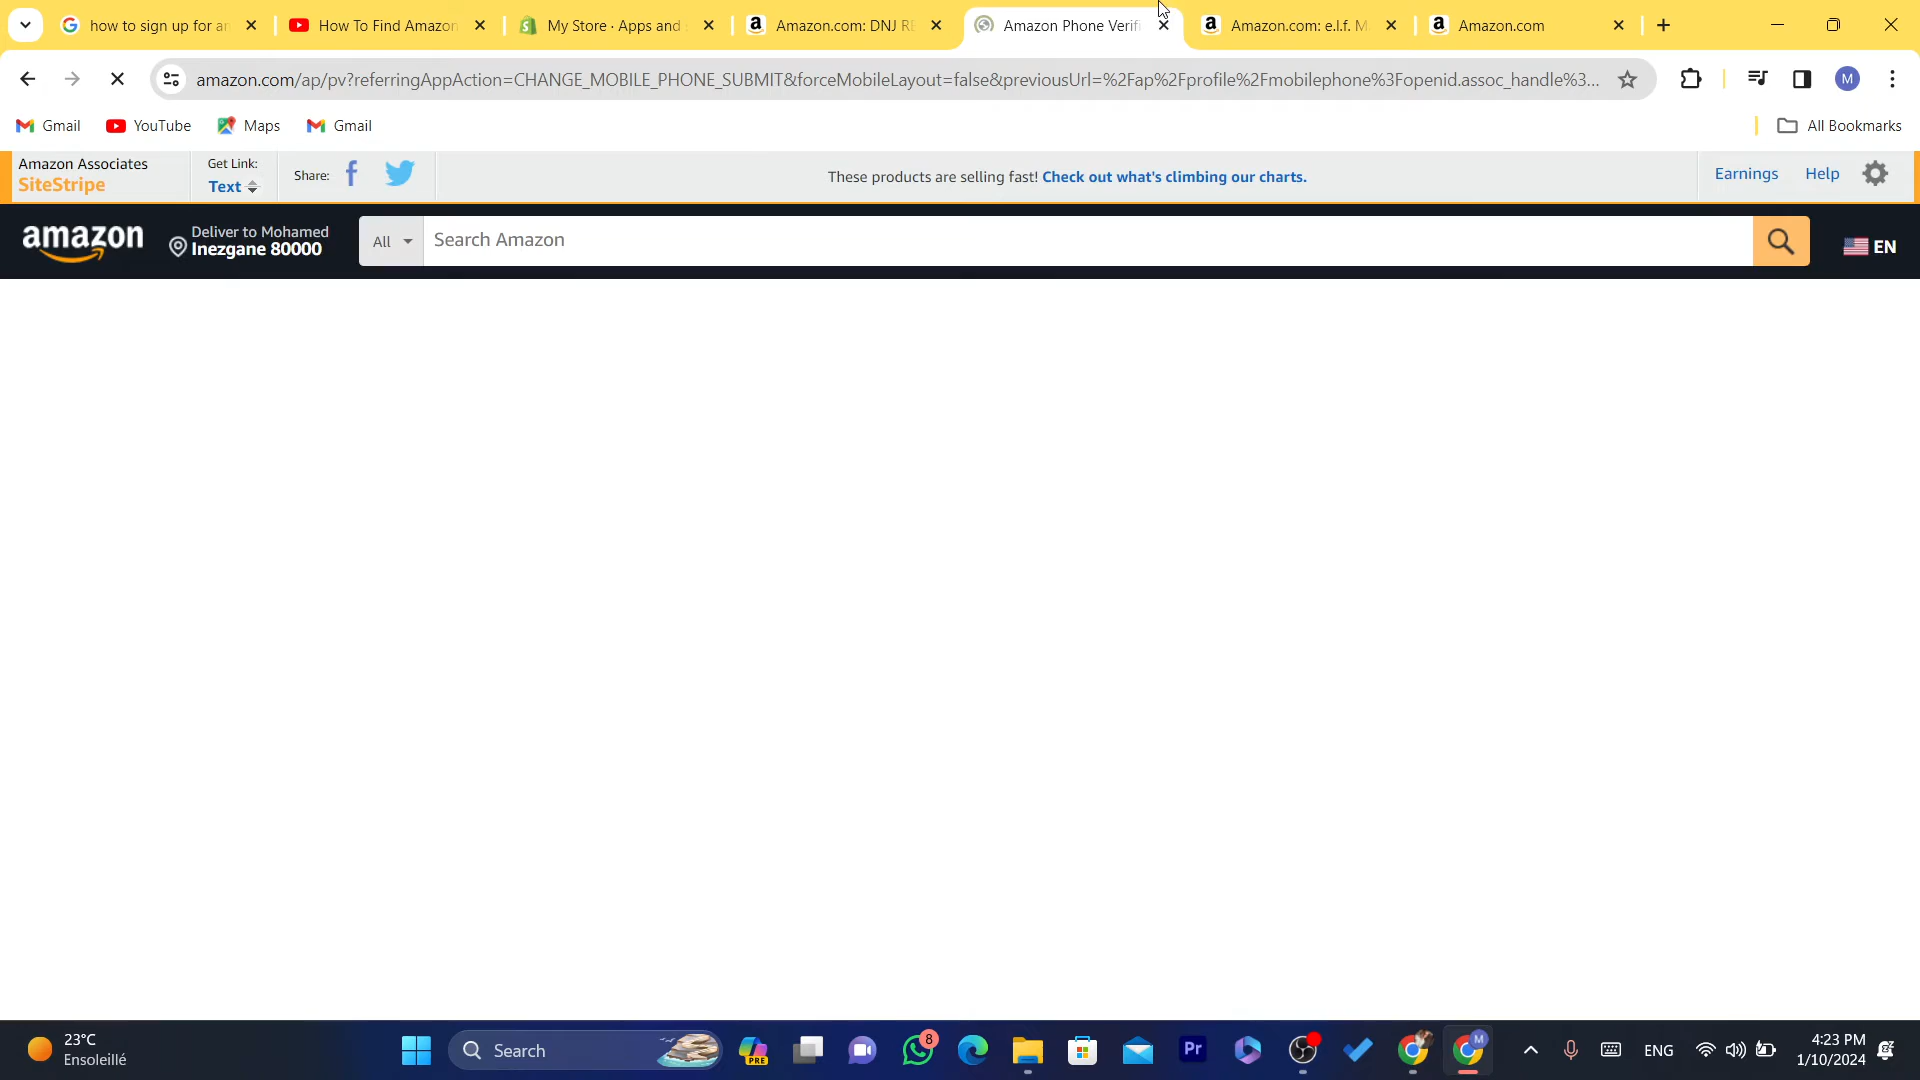 how to sign up for an
How To Find Amazon
My Store · Apps and s
Amazon.com: DNJ RE
Amazon Phone Verifi
Amazon.com: e.l.f. M
Amazon.com
amazon.com/ap/pv?referringAppAction=CHANGE_MOBILE_PHONE_SUBMIT&forceMobileLayout=false&previousUrl=%2Fap%2Fprofile%2Fmobilephone%3Fopenid.assoc_handle%3...
M
Gmail
YouTube
Maps
Gmail
All Bookmarks
Amazon Associates
SiteStripe
Get Link:
Text
Share:
These products are selling fast! Check out what's climbing our charts.
Earnings
Help
amazon
Deliver to Mohamed
Inezgane 80000
All
Search Amazon
EN
23°C
Ensoleillé
Search
PRE
8
Pr
M
ENG
4:23 PM
1/10/2024